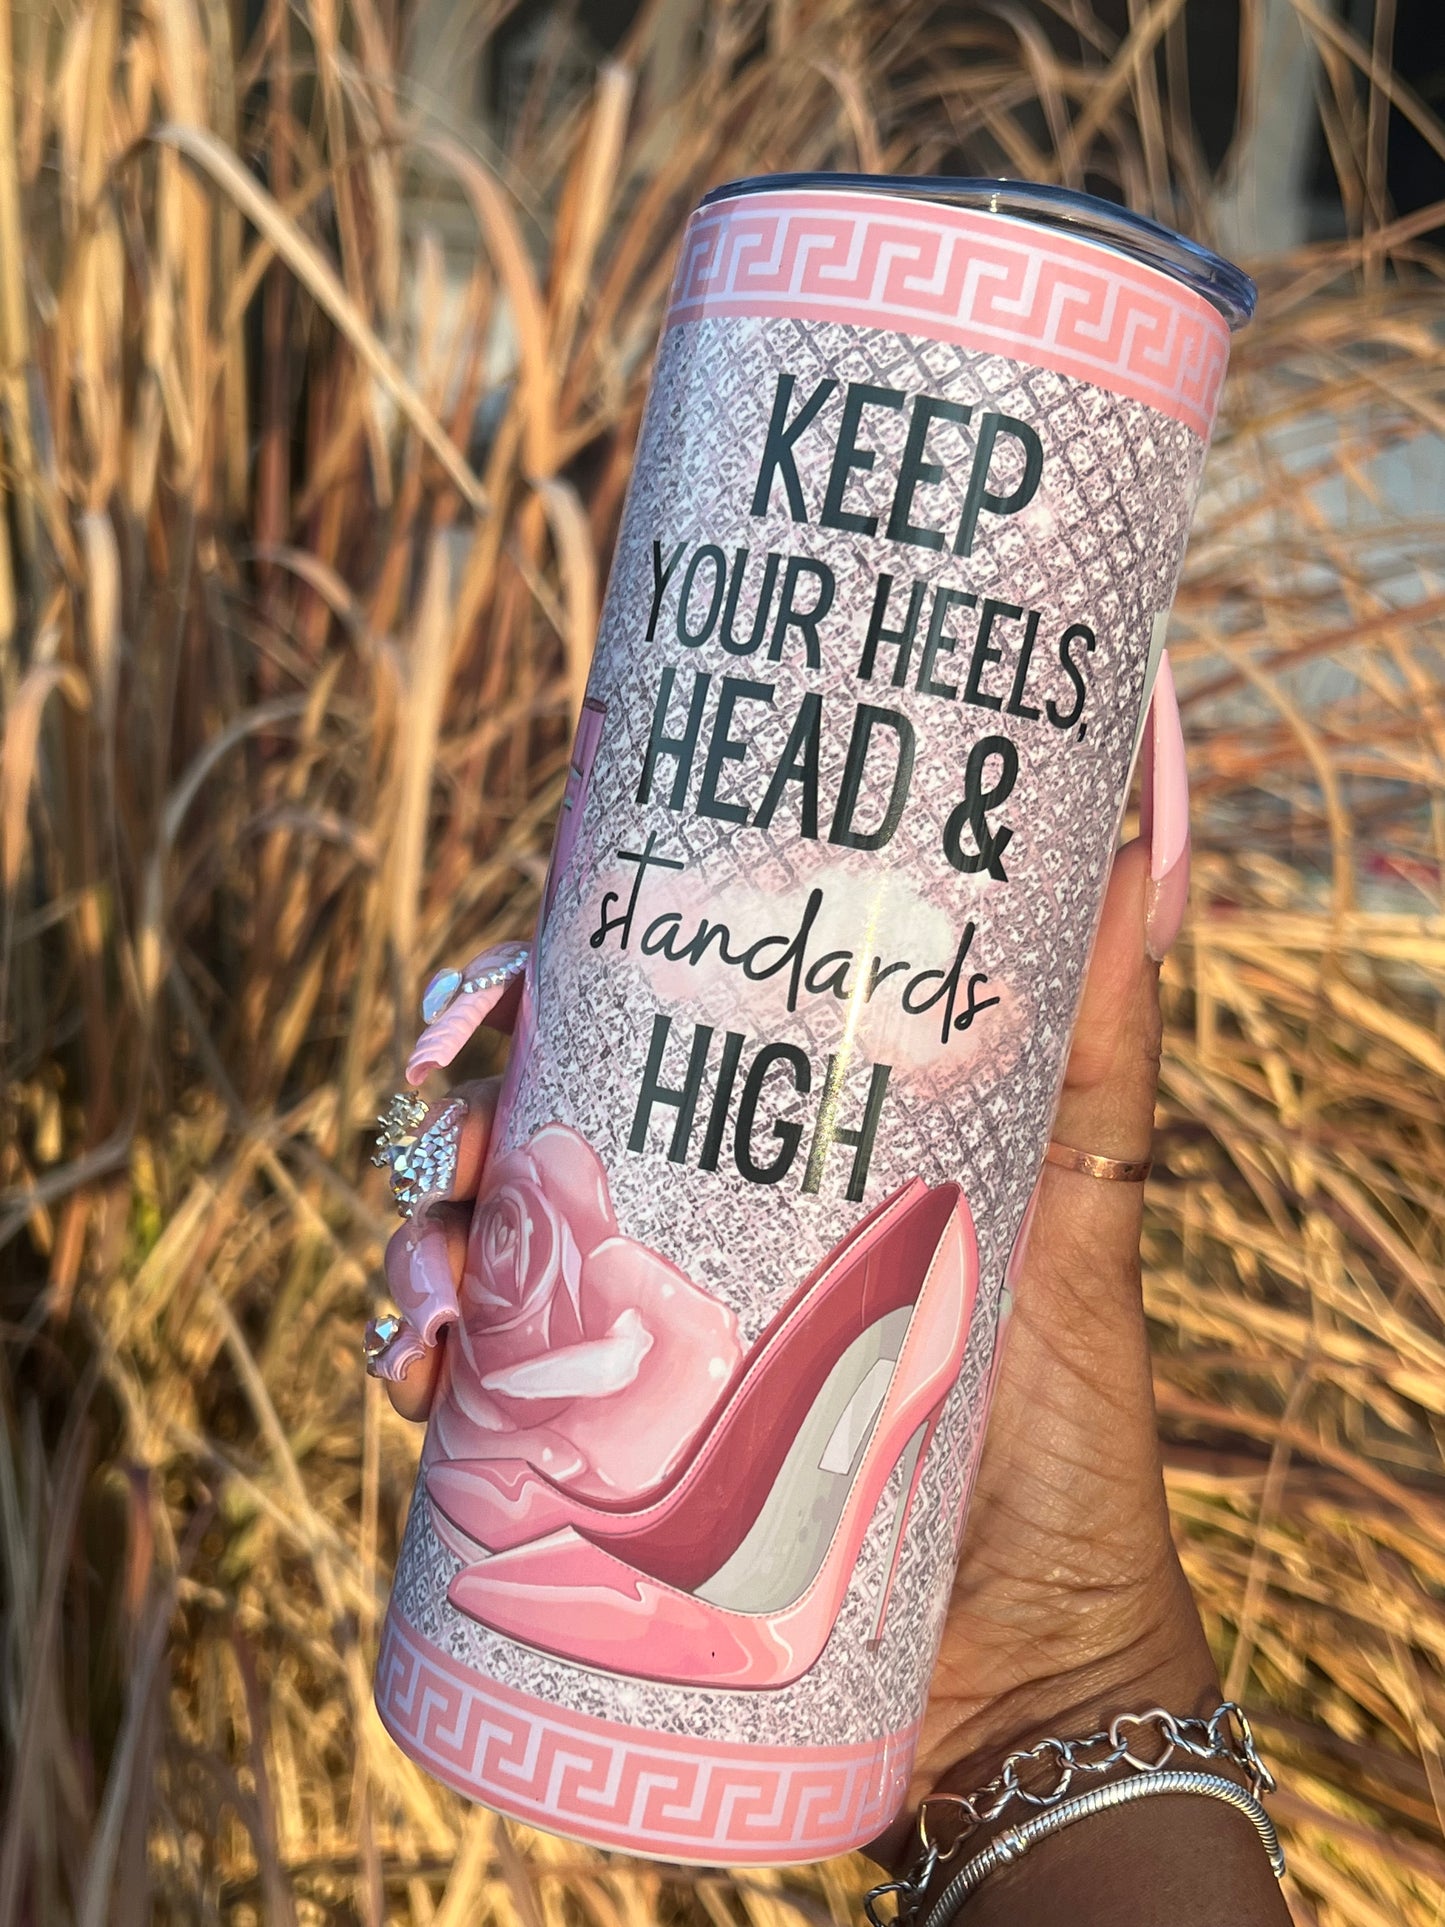 KEEP
YOUR HEELS,
HEAD &
standards
HIGH